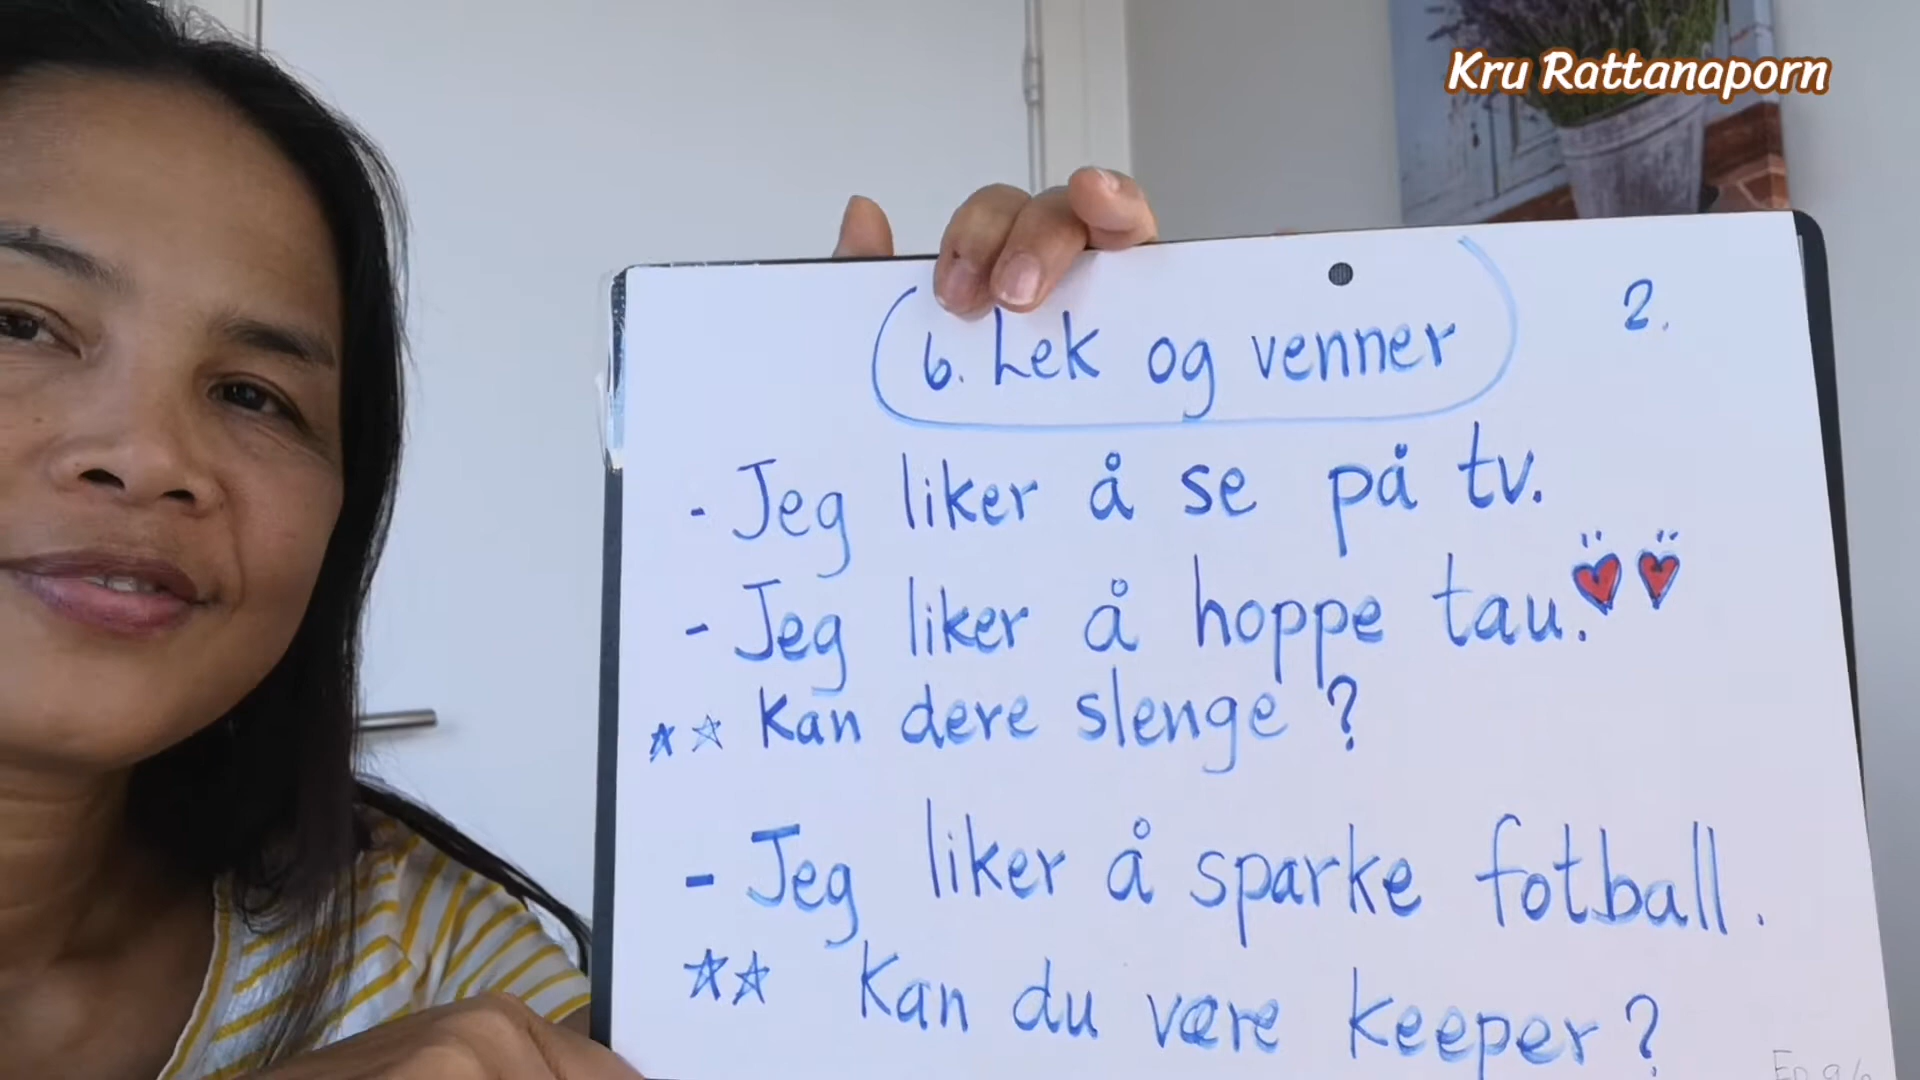 Kru Rattanaporn
2.
6. Lek og venner
- Jeg liker å se på tv.
- Jeg liker å hoppe tau.
Kan dere slenge ?
- Jeg liker å sparke fotball.
Kan du være keeper ?